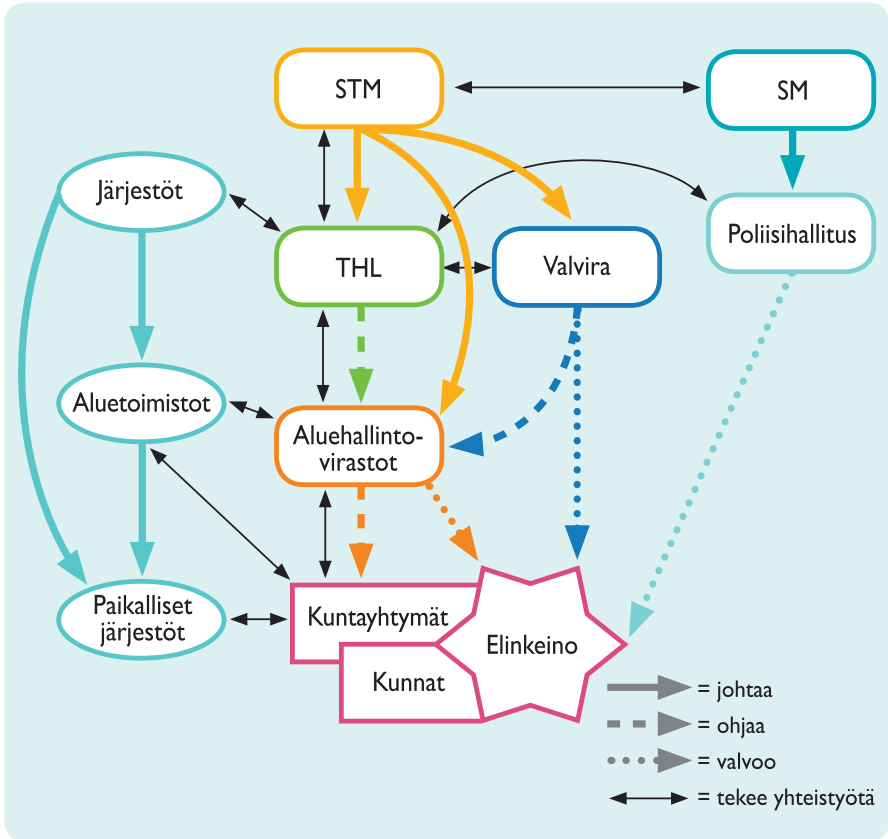 STM
SM
Järjestöt
Poliisihallitus
THL
Valvira
Aluetoimistot
Aluehallinto-
virastot
Paikalliset
järjestöt
Kuntayhtymät
Elinkeino
Kunnat
= johtaa
= ohjaa
= valvoo
= tekee yhteistyötä